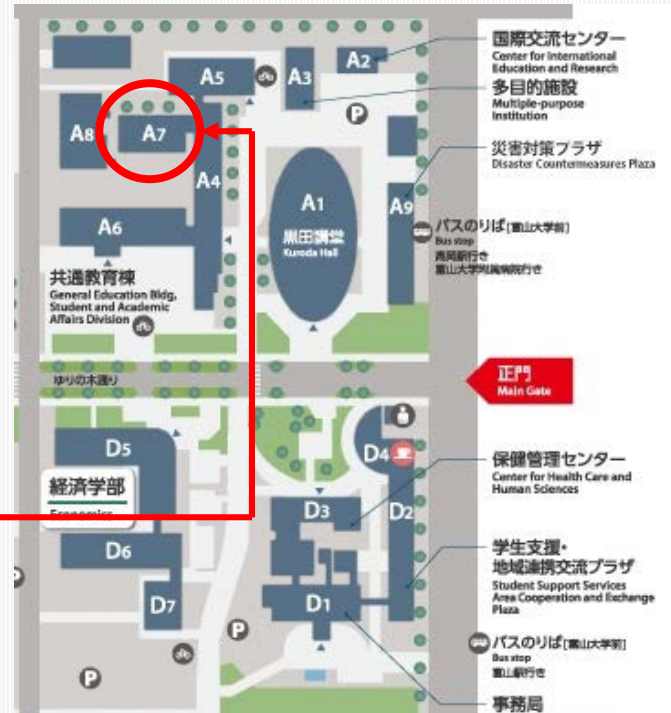 A5
A3
A2
A8
A7
A4
A6
A1
黒田講堂
Kuroda Hall
A9
P
国際交流センター
Center for International
Education and Research
多目的施設
Multiple-purpose
Institution
災害対策プラザ
Disaster Countermeasures Plaza
バスのりば[富山大学前]
Bus stop
高岡駅行き
富山大学附属病院行き
共通教育棟
General Education Bldg,
Student and Academic
Affairs Division
ゆりの木通り
正門
Main Gate
D5
経済学部
Economics
D6
D7
P
P
P
D4
D3
D2
D1
保健管理センター
Center for Health Care and
Human Sciences
学生支援・
地域連携交流プラザ
Student Support Services
Area Cooperation and Exchange
Plaza
バスのりば[富山大学前]
Bus stop
富山駅行き
事務局